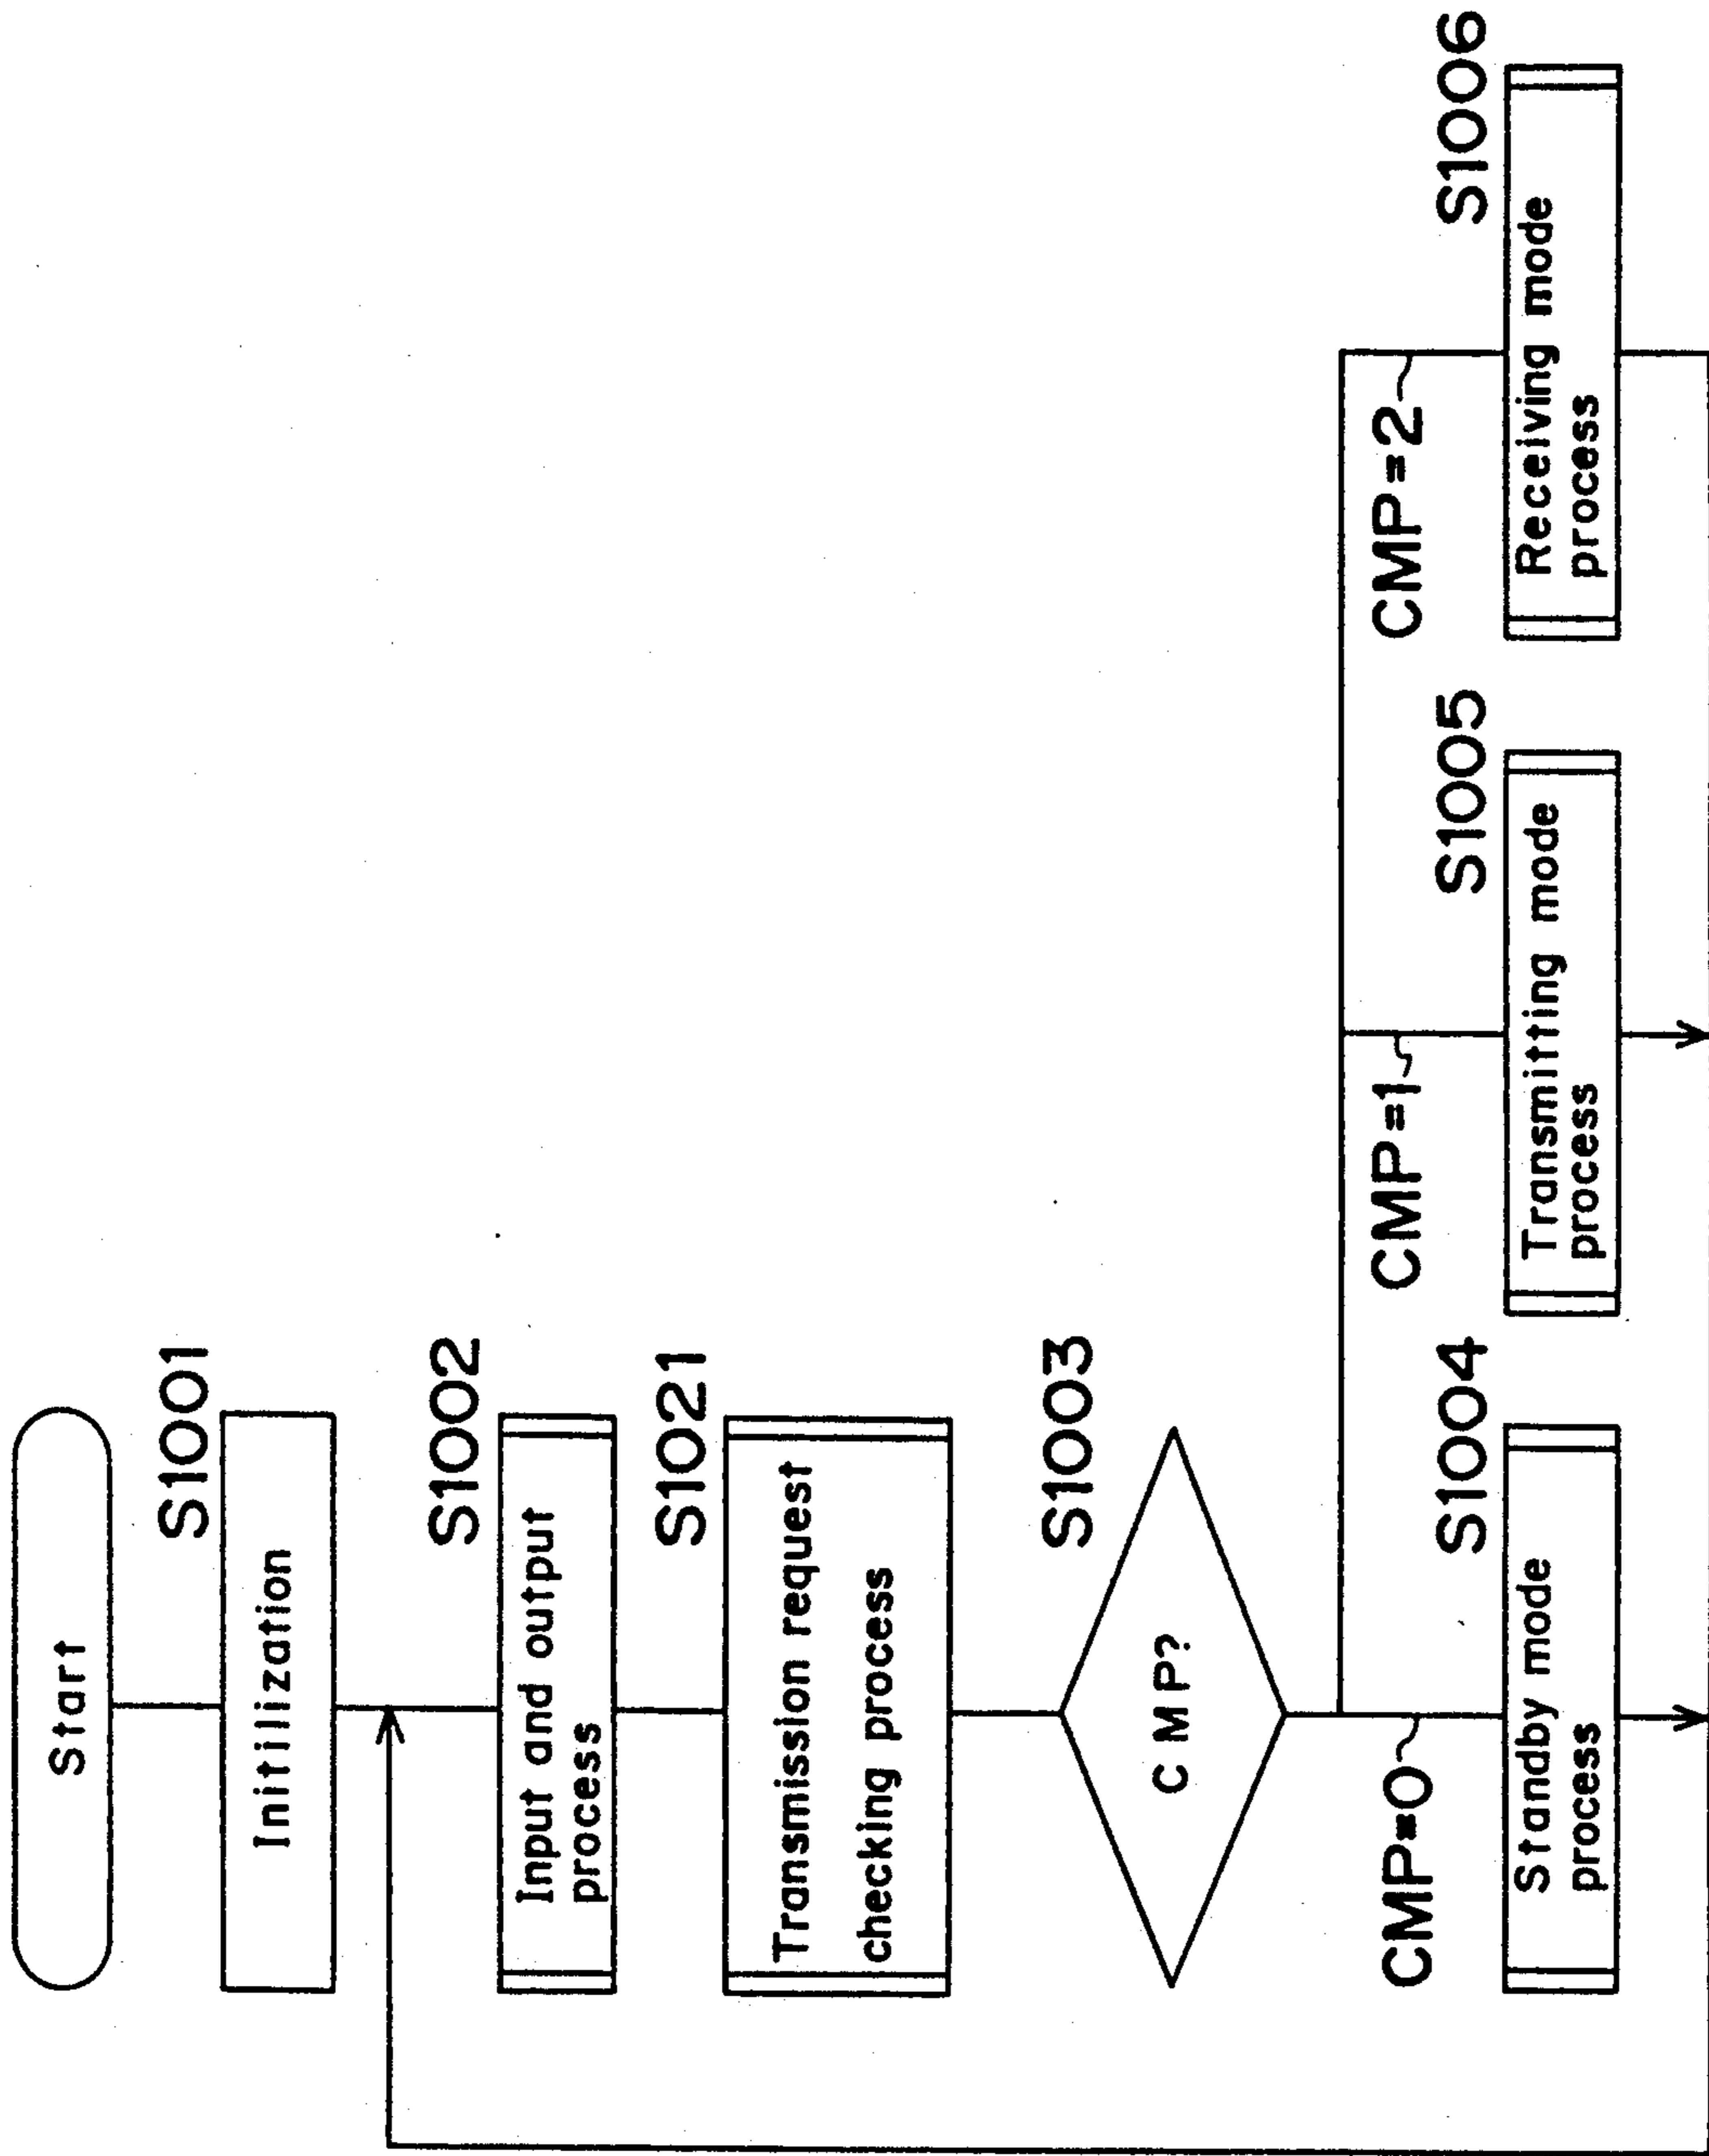 Start
S1001
Initilization
S1002
Input and output
process
S1021
Transmission request
checking process
S1003
CMP?
CMP=0
S1004
Standby mode
process
CMP=1
S1005
Transmitting mode
process
CMP=2
S1006
Receiving mode
process